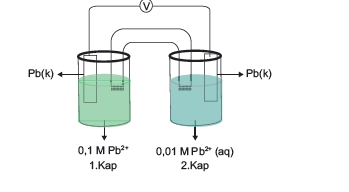 V
Pb(k)
Pb(k)
0,1 M Pb²⁺
0,01 M Pb²⁺ (aq)
1.Kap
2.Kap